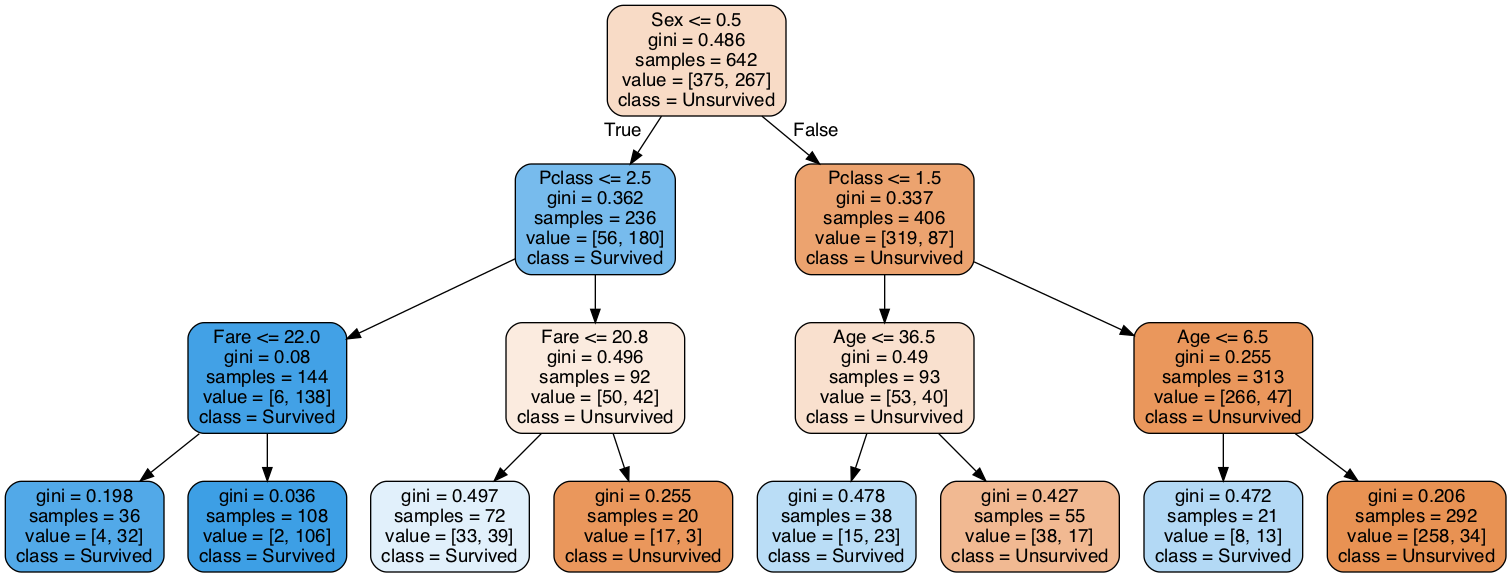 Sex <= 0.5
gini = 0.486
samples = 642
value = [375, 267]
class = Unsurvived
True
False
Pclass <= 2.5
gini = 0.362
samples = 236
value = [56, 180]
class = Survived
Pclass <= 1.5
gini = 0.337
samples = 406
value = [319, 87]
class = Unsurvived
Fare <= 22.0
gini = 0.08
samples = 144
value = [6, 138]
class = Survived
Fare <= 20.8
gini = 0.496
samples = 92
value = [50, 42]
class = Unsurvived
Age <= 36.5
gini = 0.49
samples = 93
value = [53, 40]
class = Unsurvived
Age <= 6.5
gini = 0.255
samples = 313
value = [266, 47]
class = Unsurvived
gini = 0.198
samples = 36
value = [4, 32]
class = Survived
gini = 0.036
samples = 108
value = [2, 106]
class = Survived
gini = 0.497
samples = 72
value = [33, 39]
class = Survived
gini = 0.255
samples = 20
value = [17, 3]
class = Unsurvived
gini = 0.478
samples = 38
value = [15, 23]
class = Survived
gini = 0.427
samples = 55
value = [38, 17]
class = Unsurvived
gini = 0.472
samples = 21
value = [8, 13]
class = Survived
gini = 0.206
samples = 292
value = [258, 34]
class = Unsurvived